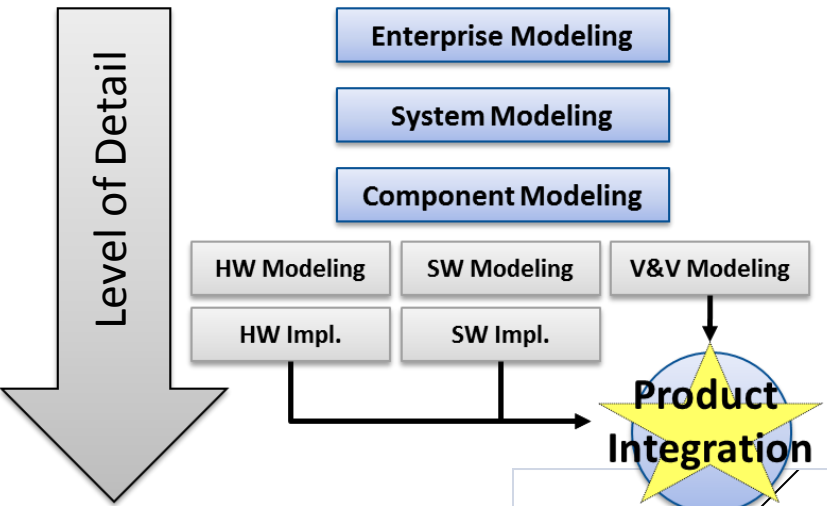 Level of Detail
Enterprise Modeling
System Modeling
Component Modeling
HW Modeling
SW Modeling
V&V Modeling
HW Impl.
SW Impl.
Product
Integration